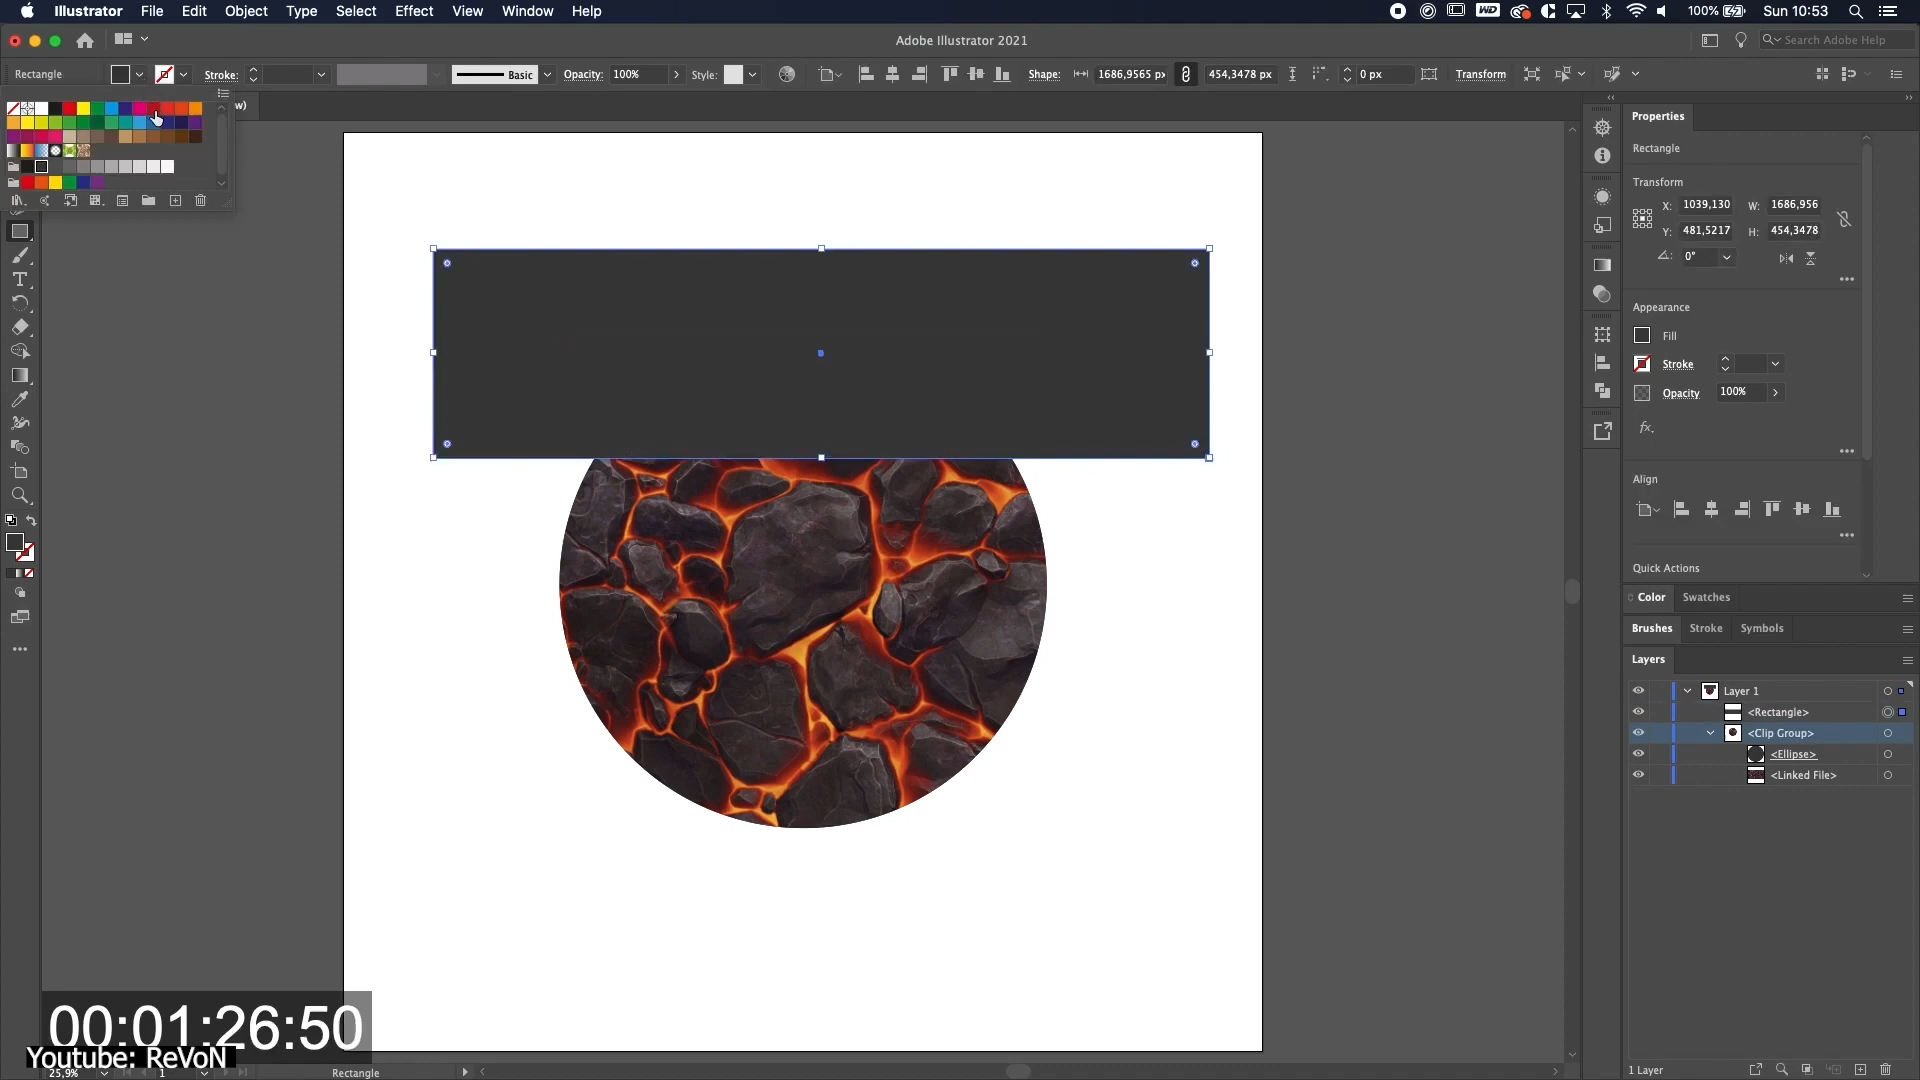 Illustrator File Edit Object Type Select Effect View Window Help
WD 100% Sun 10:53
Adobe Illustrator 2021
Search Adobe Help
Rectangle Stroke: Basic Opacity: 100% Style: Shape: 1686,9565 px 454,3478 px 0 px Transform
w)
Properties
Rectangle
Transform
X: 1039,130 W: 1686,956
Y: 481,5217 H: 454,3478
0°
Appearance
Fill
Stroke
Opacity 100%
fx.
Align
Quick Actions
Color Swatches
Brushes Stroke Symbols
Layers
Layer 1
<Rectangle>
<Clip Group>
<Ellipse>
<Linked File>
00:01:26:50
Youtube: ReVoN
25,9% 1 Rectangle
1 Layer